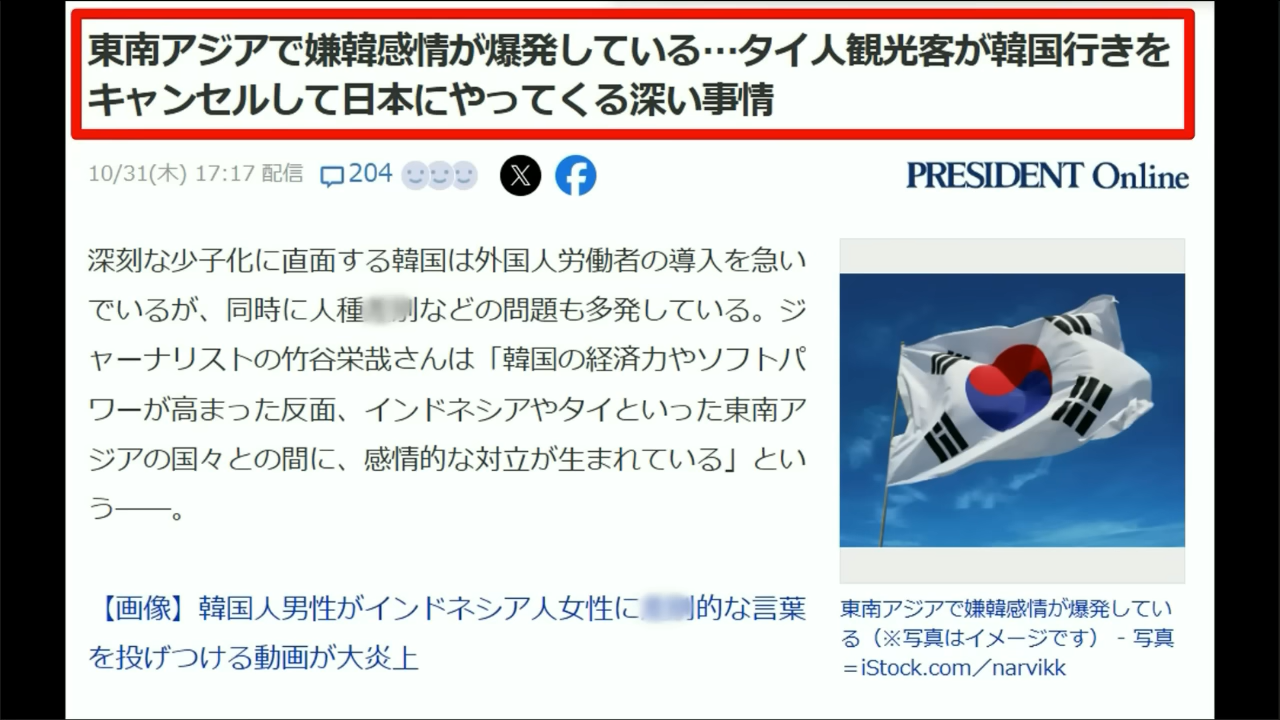 東南アジアで嫌韓感情が爆発している…タイ人観光客が韓国行きを
キャンセルして日本にやってくる深い事情
10/31(木) 17:17 配信 204
PRESIDENT Online
深刻な少子化に直面する韓国は外国人労働者の導入を急い
でいるが、同時に人種などの問題も多発している。ジ
ャーナリストの竹谷栄哉さんは「韓国の経済力やソフトパ
ワーが高まった反面、インドネシアやタイといった東南ア
ジアの国々との間に、感情的な対立が生まれている」とい
う――。
【画像】韓国人男性がインドネシア人女性に的な言葉
を投げつける動画が大炎上
東南アジアで嫌韓感情が爆発してい
る（※写真はイメージです） - 写真
＝iStock.com／narvikk